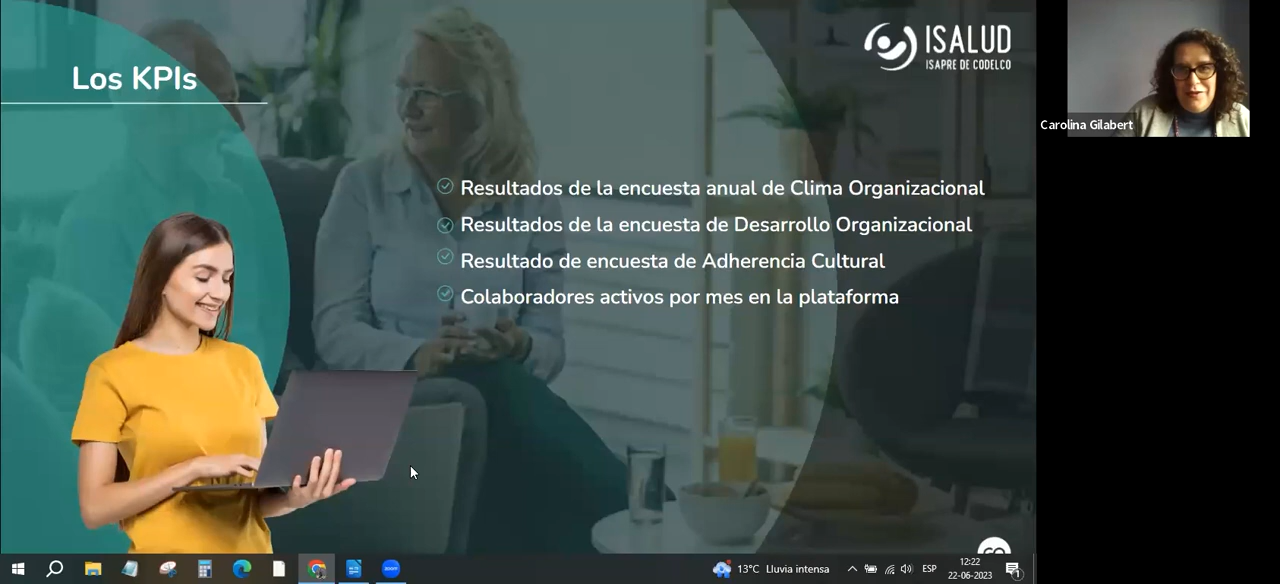 Los KPIs
ISALUD
ISAPRE DE CODELCO
Resultados de la encuesta anual de Clima Organizacional
Resultados de la encuesta de Desarrollo Organizacional
Resultado de encuesta de Adherencia Cultural
Colaboradores activos por mes en la plataforma
Carolina Gilabert
zoom
13°C Lluvia intensa
ESP
12:22
22-06-2023
1